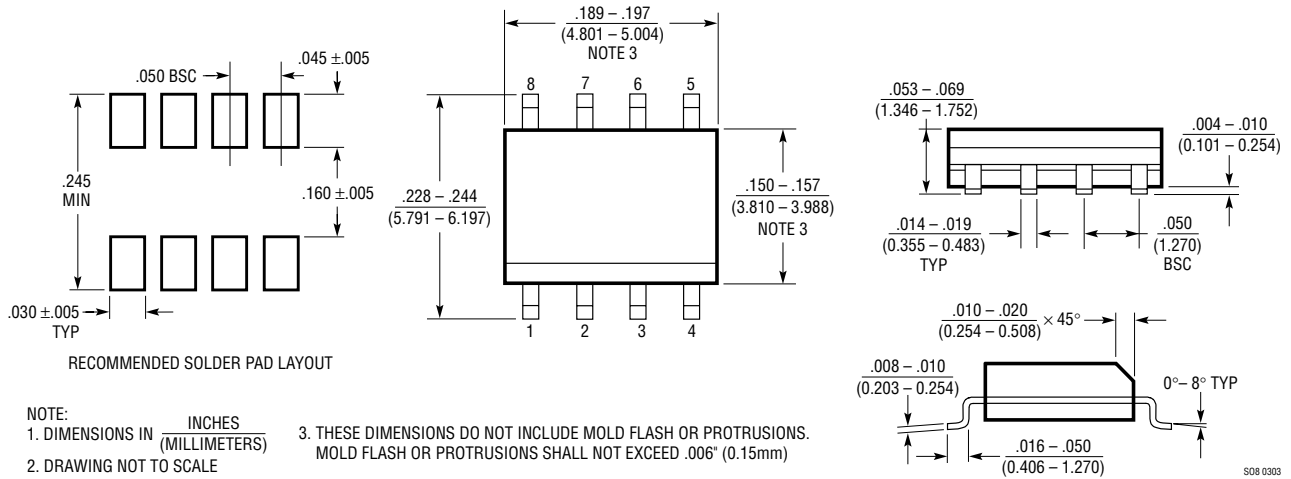 .050 BSC
.045 ±.005
.245
MIN
.160 ±.005
.030 ±.005
TYP
RECOMMENDED SOLDER PAD LAYOUT
.189 – .197
(4.801 – 5.004)
NOTE 3
8 7 6 5
.228 – .244
(5.791 – 6.197)
.150 – .157
(3.810 – 3.988)
NOTE 3
1 2 3 4
.053 – .069
(1.346 – 1.752)
.004 – .010
(0.101 – 0.254)
.014 – .019
(0.355 – 0.483)
TYP
.050
(1.270)
BSC
.010 – .020
(0.254 – 0.508)
× 45°
.008 – .010
(0.203 – 0.254)
0°– 8° TYP
.016 – .050
(0.406 – 1.270)
NOTE:
1. DIMENSIONS IN INCHES
(MILLIMETERS)
2. DRAWING NOT TO SCALE
3. THESE DIMENSIONS DO NOT INCLUDE MOLD FLASH OR PROTRUSIONS.
MOLD FLASH OR PROTRUSIONS SHALL NOT EXCEED .006" (0.15mm)
SO8 0303